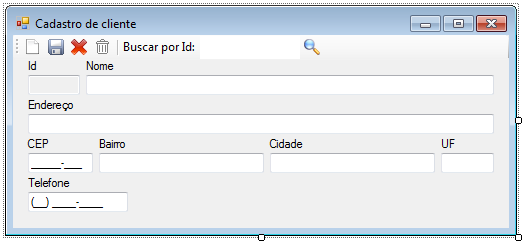 Cadastro de cliente
Buscar por Id:
Id Nome
Endereço
CEP Bairro Cidade UF
_____-___
Telefone
(__) ____-____